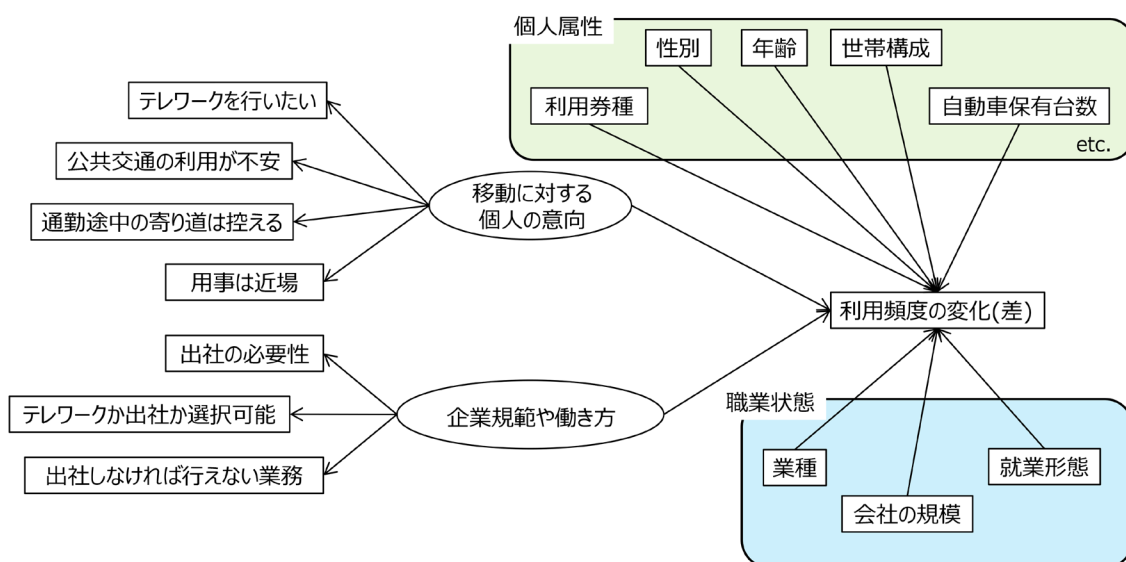 個人属性
性別
年齢
世帯構成
利用券種
自動車保有台数
etc.
テレワークを行いたい
公共交通の利用が不安
通勤途中の寄り道は控える
用事は近場
移動に対する
個人の意向
利用頻度の変化(差)
出社の必要性
テレワークか出社か選択可能
出社しなければ行えない業務
企業規範や働き方
職業状態
業種
会社の規模
就業形態